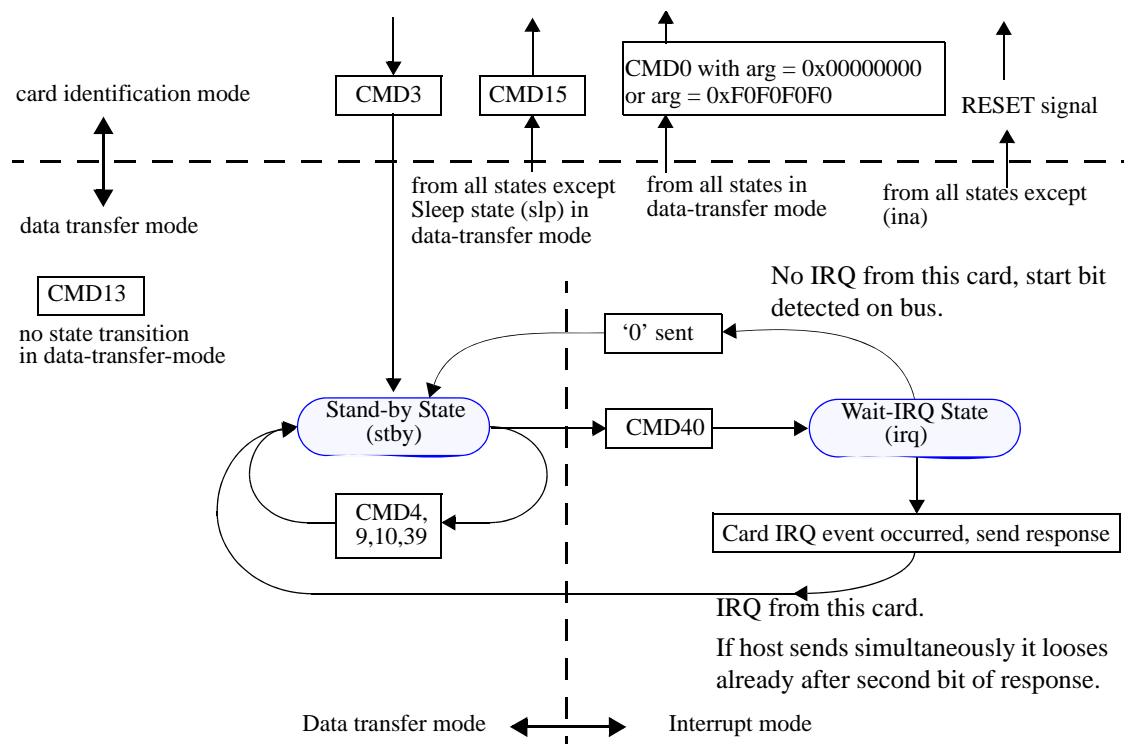 CMD0 with arg = 0x00000000
or arg = 0xF0F0F0F0
card identification mode
CMD3
CMD15
RESET signal
from all states except
Sleep state (slp) in
data-transfer mode
from all states in
data-transfer mode
from all states except
(ina)
data transfer mode
CMD13
no state transition
in data-transfer-mode
No IRQ from this card, start bit
detected on bus.
‘0’ sent
Stand-by State
(stby)
CMD40
Wait-IRQ State
(irq)
CMD4,
9,10,39
Card IRQ event occurred, send response
IRQ from this card.
If host sends simultaneously it looses
already after second bit of response.
Data transfer mode
Interrupt mode